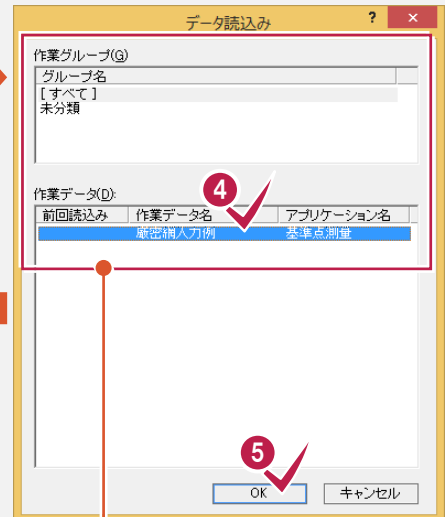 データ読込み ? ×
作業グループ(G)
グループ名
[すべて]
未分類
作業データ(D):
4
前回読込み 作業データ名 アプリケーション名
厳密網入力例 基準点測量
5
OK キャンセル